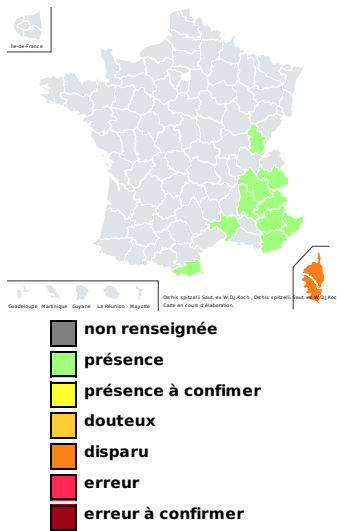 Île-de-France
Guadeloupe Martinique Guyane La Réunion Mayotte
Orchis spitzelii Saut. ex W.D.J.Koch , Orchis spitzelii Saut. ex W.D.J.Koc
Carte en cours d'élaboration.
non renseignée
présence
présence à confimer
douteux
disparu
erreur
erreur à confirmer